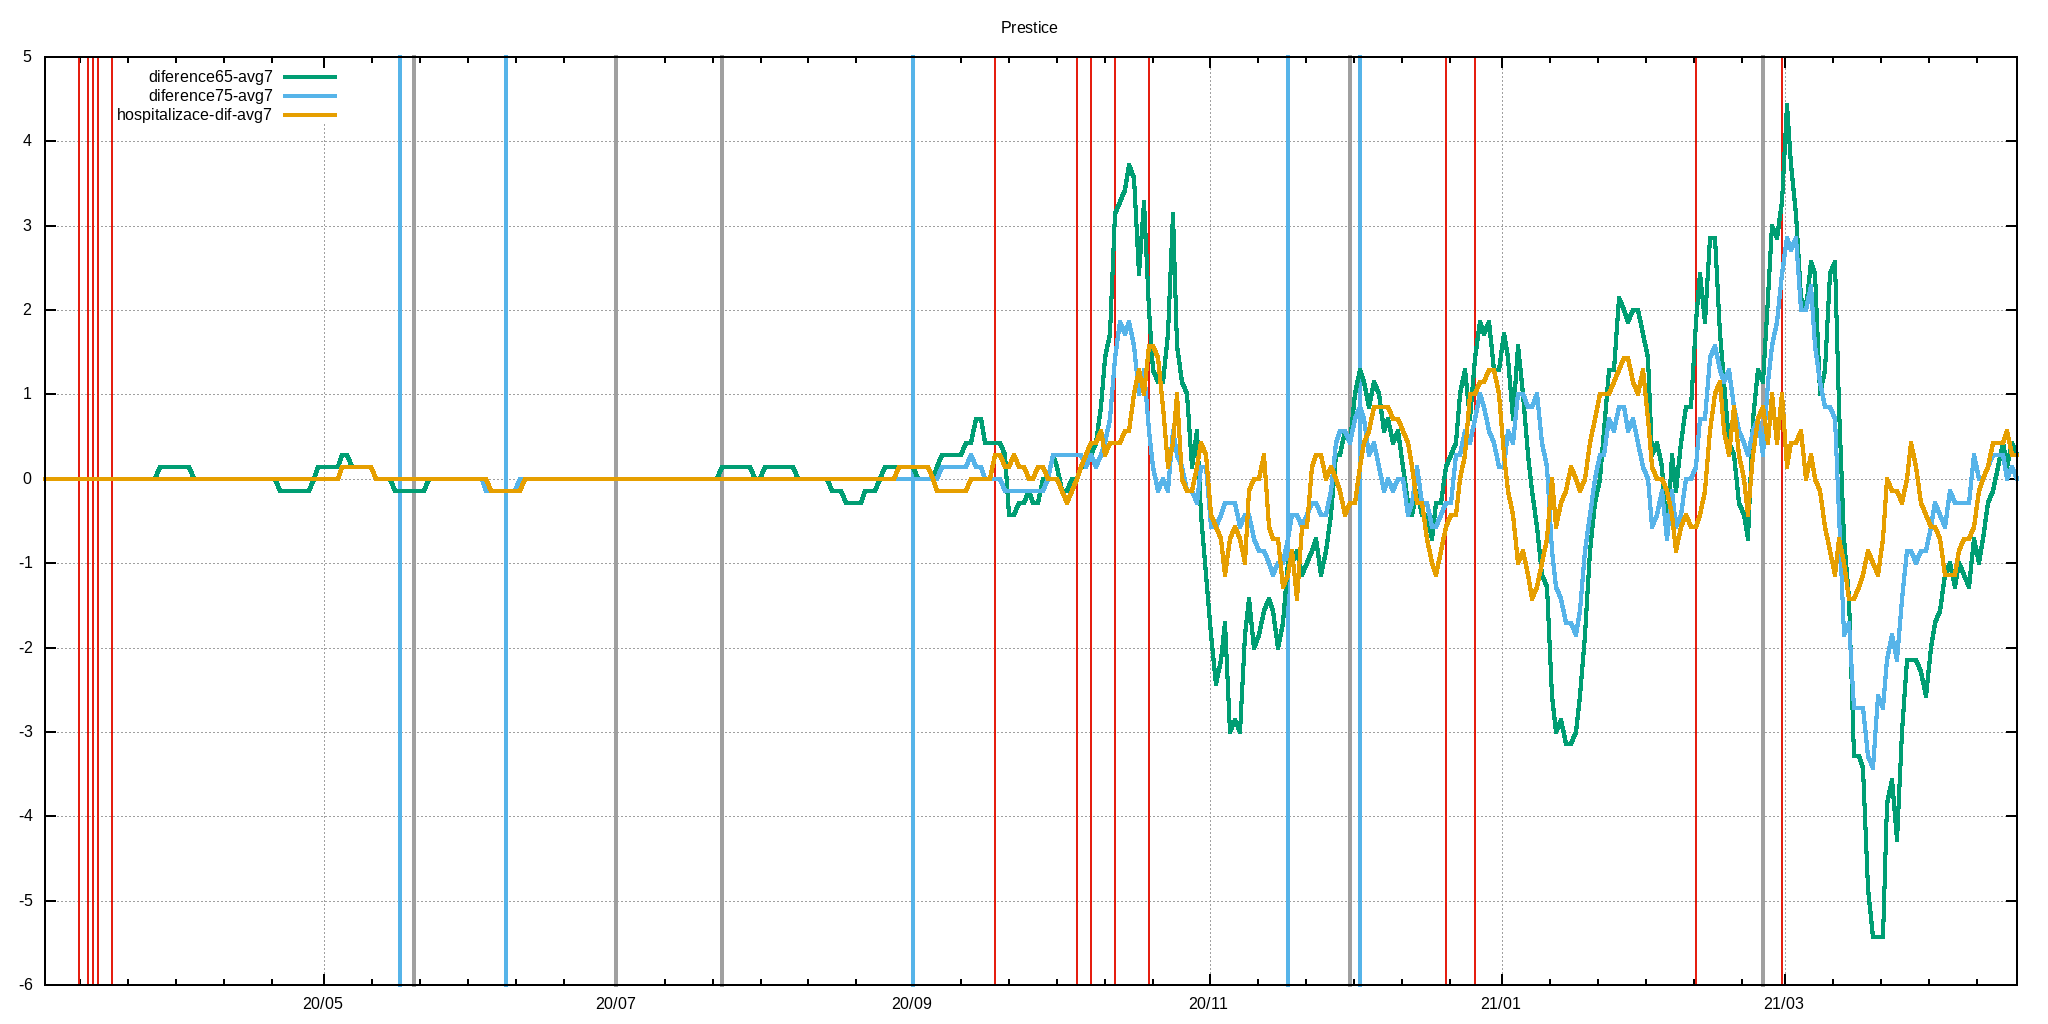 Prestice
diference65-avg7
diference75-avg7
hospitalizace-dif-avg7
5
4
3
2
1
0
-1
-2
-3
-4
-5
-6
20/05 20/07 20/09 20/11 21/01 21/03